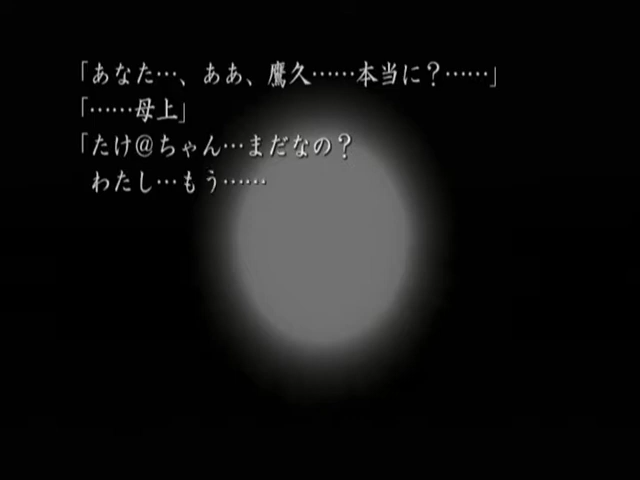 「あなた…、ああ、鷹久……本当に？……」
「……母上」
「たけ＠ちゃん…まだなの？
わたし…もう……